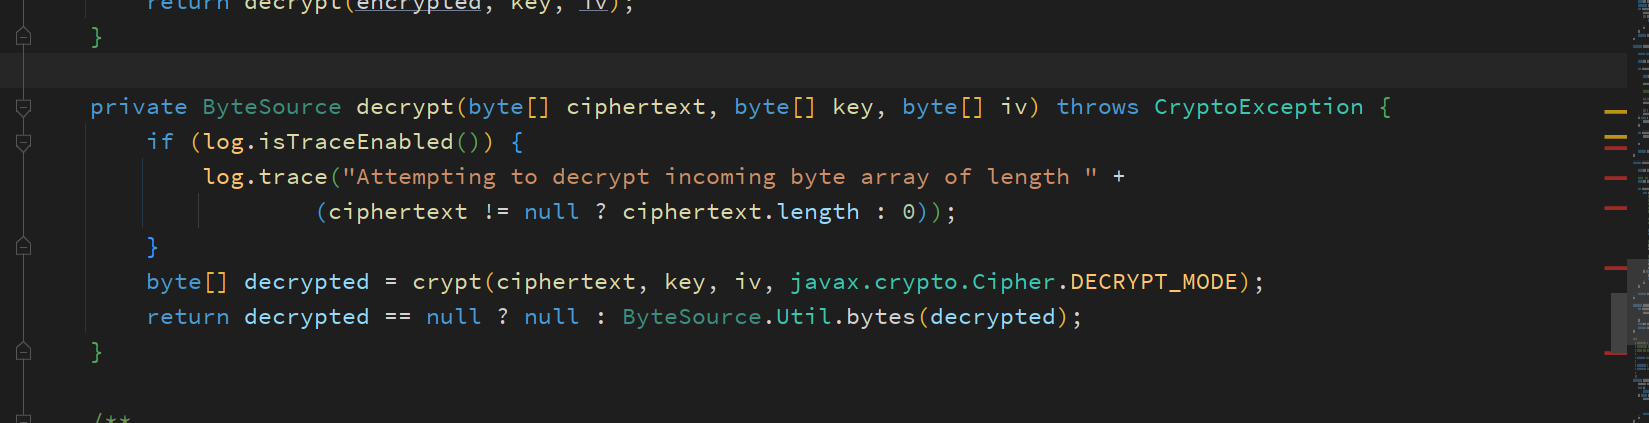 return decrypt(encrypted, key, iv);
}
private ByteSource decrypt(byte[] ciphertext, byte[] key, byte[] iv) throws CryptoException {
if (log.isTraceEnabled()) {
log.trace("Attempting to decrypt incoming byte array of length " +
(ciphertext != null ? ciphertext.length : 0));
}
byte[] decrypted = crypt(ciphertext, key, iv, javax.crypto.Cipher.DECRYPT_MODE);
return decrypted == null ? null : ByteSource.Util.bytes(decrypted);
}
/**